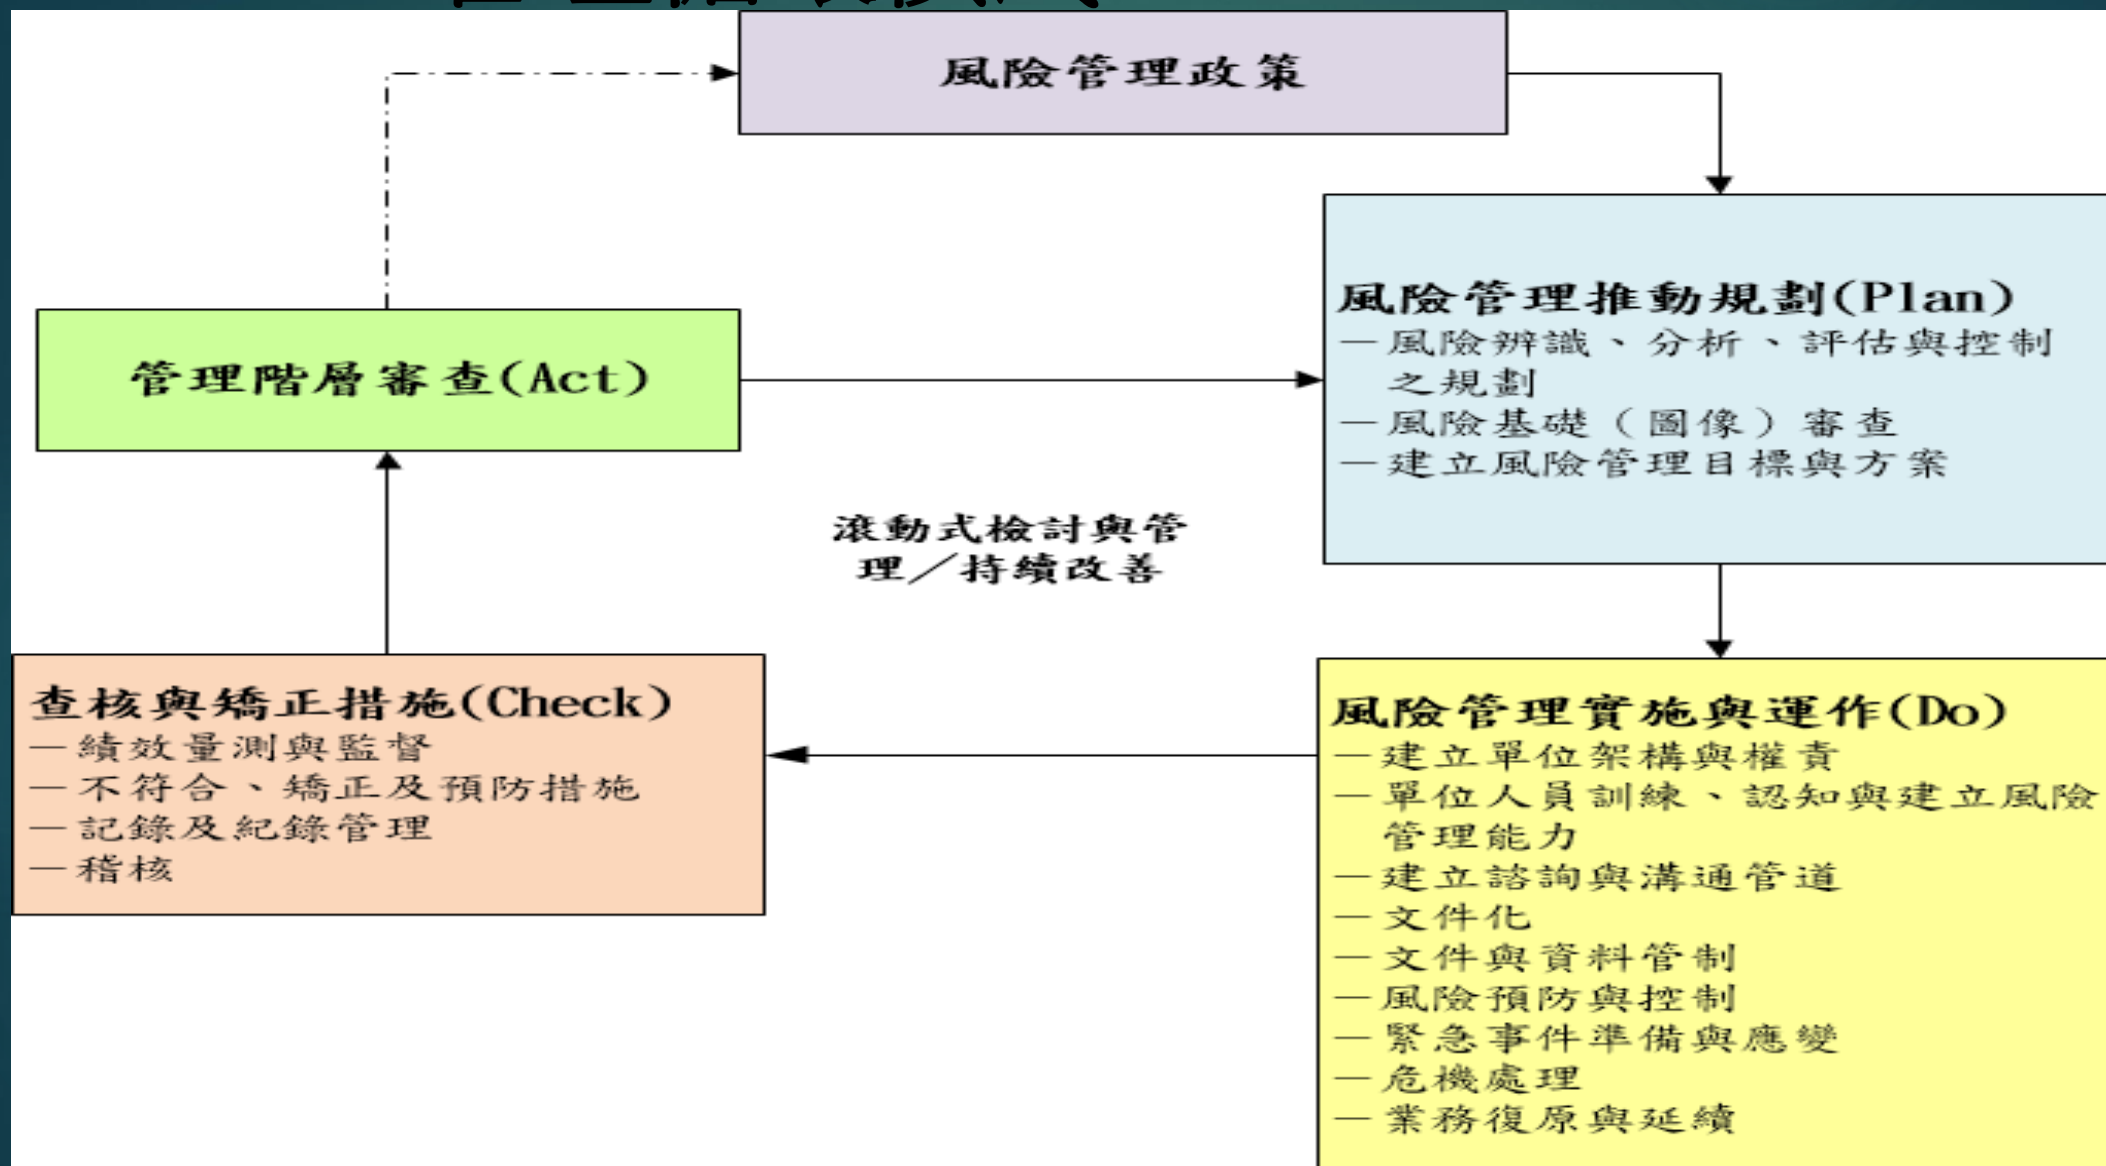 風險管理政策
風險管理推動規劃(Plan)
－風險辨識、分析、評估與控制
之規劃
－風險基礎（圖像）審查
－建立風險管理目標與方案
管理階層審查(Act)
滾動式檢討與管
理／持續改善
查核與矯正措施(Check)
－績效量測與監督
－不符合、矯正及預防措施
－記錄及紀錄管理
－稽核
風險管理實施與運作(Do)
－建立單位架構與權責
－單位人員訓練、認知與建立風險
管理能力
－建立諮詢與溝通管道
－文件化
－文件與資料管制
－風險預防與控制
－緊急事件準備與應變
－危機處理
－業務復原與延續